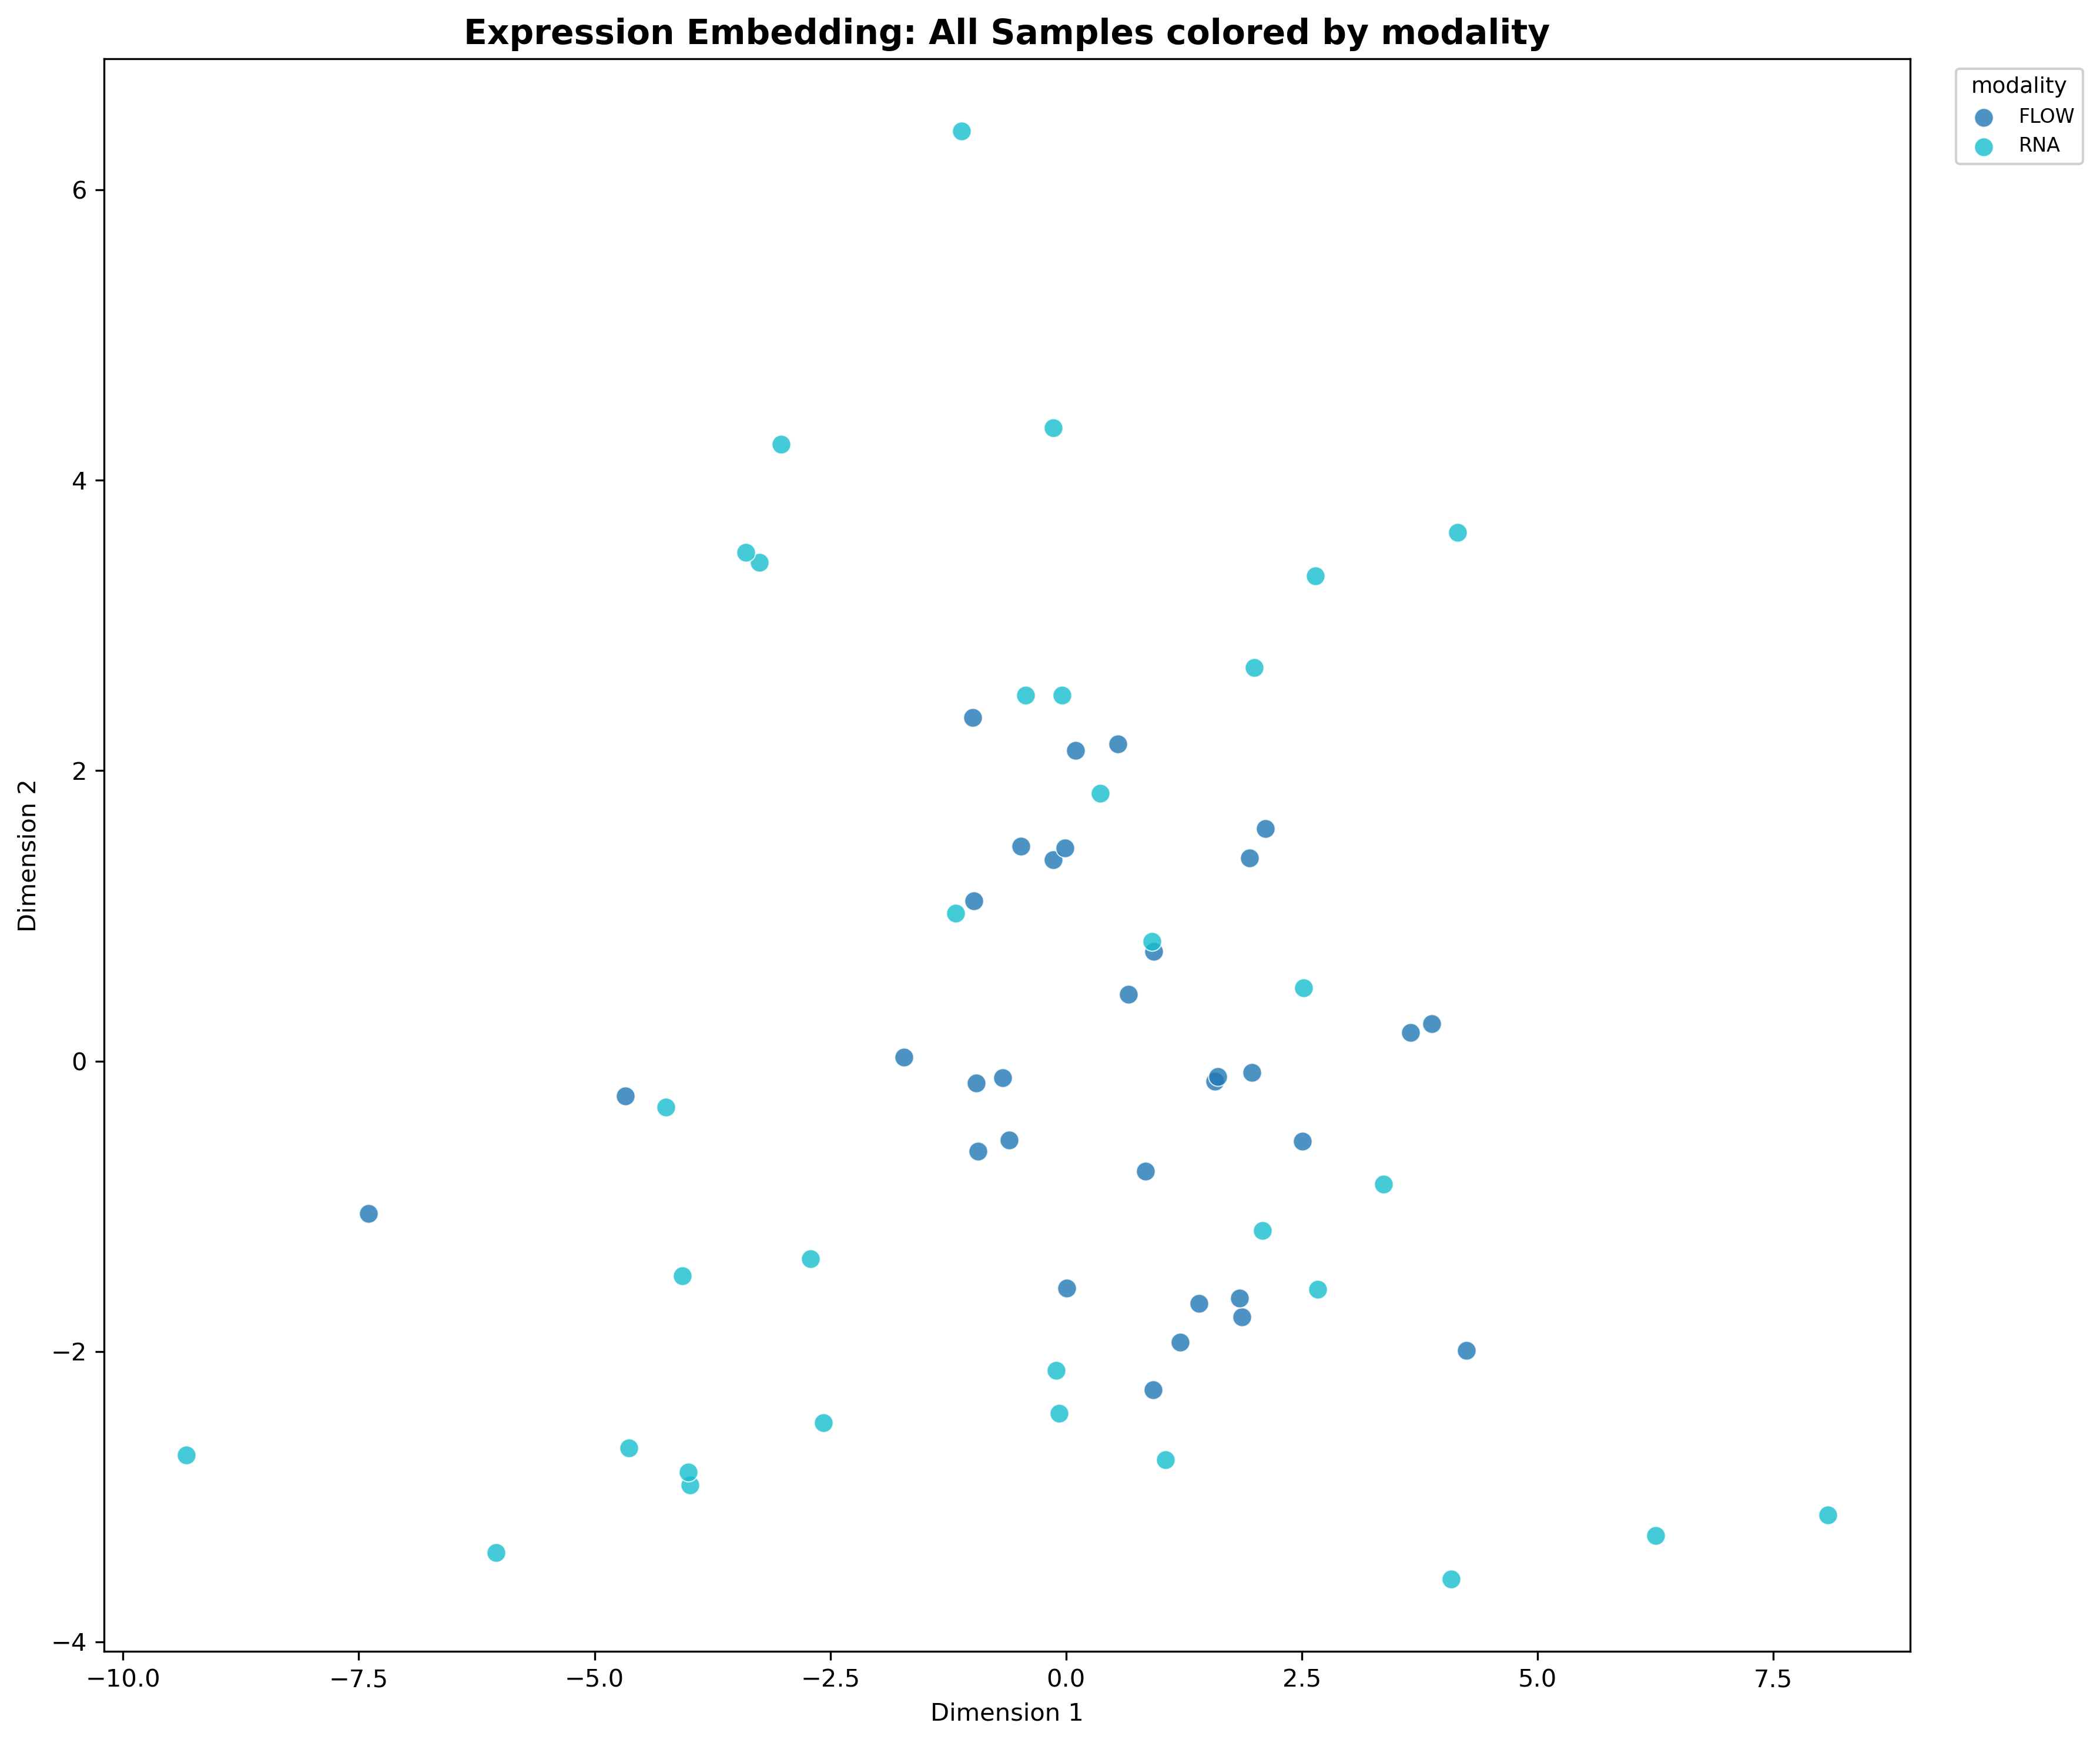 Expression Embedding: All Samples colored by modality
modality
FLOW
RNA
6
4
2
0
−2
−4
Dimension 2
−10.0
−7.5
−5.0
−2.5
0.0
2.5
5.0
7.5
Dimension 1